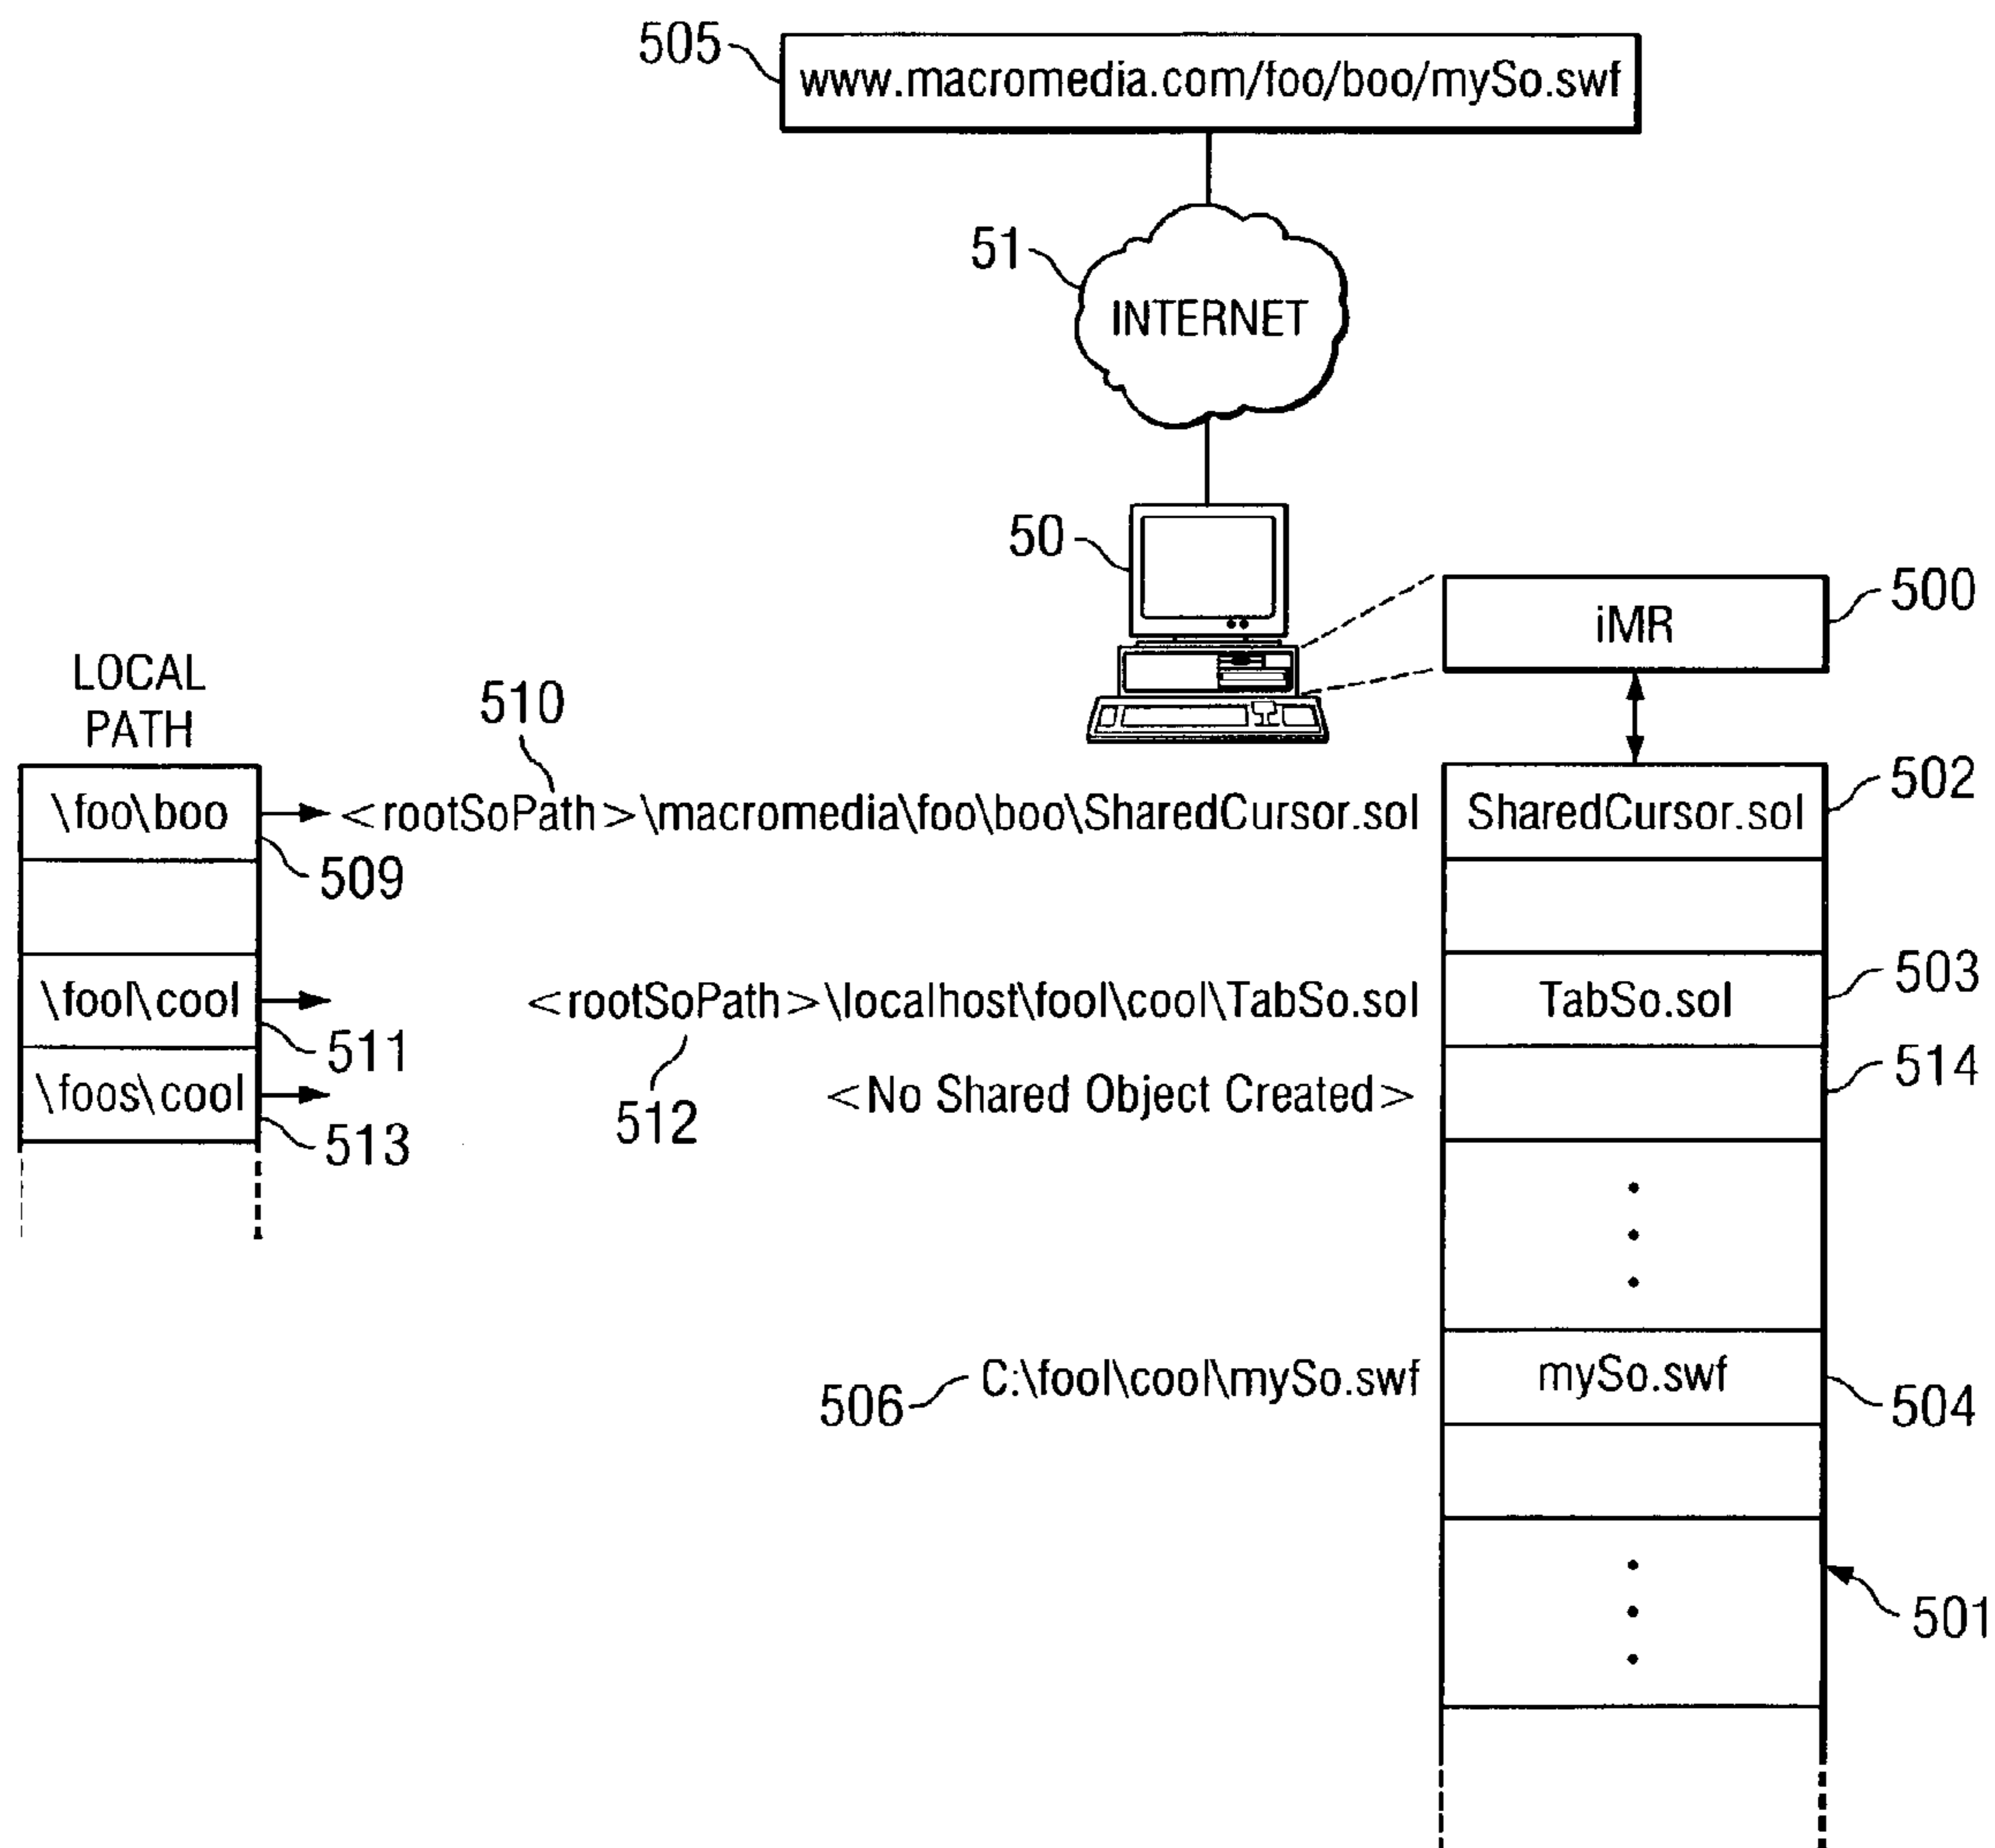 505
www.macromedia.com/foo/boo/mySo.swf
51
INTERNET
50
iMR
500
LOCAL
PATH
510
\foo\boo
<rootSoPath>\macromedia\foo\boo\SharedCursor.sol
SharedCursor.sol
502
509
\fool\cool
<rootSoPath>\localhost\fool\cool\TabSo.sol
TabSo.sol
503
511
\foos\cool
<No Shared Object Created>
514
512
513
506
C:\fool\cool\mySo.swf
mySo.swf
504
501